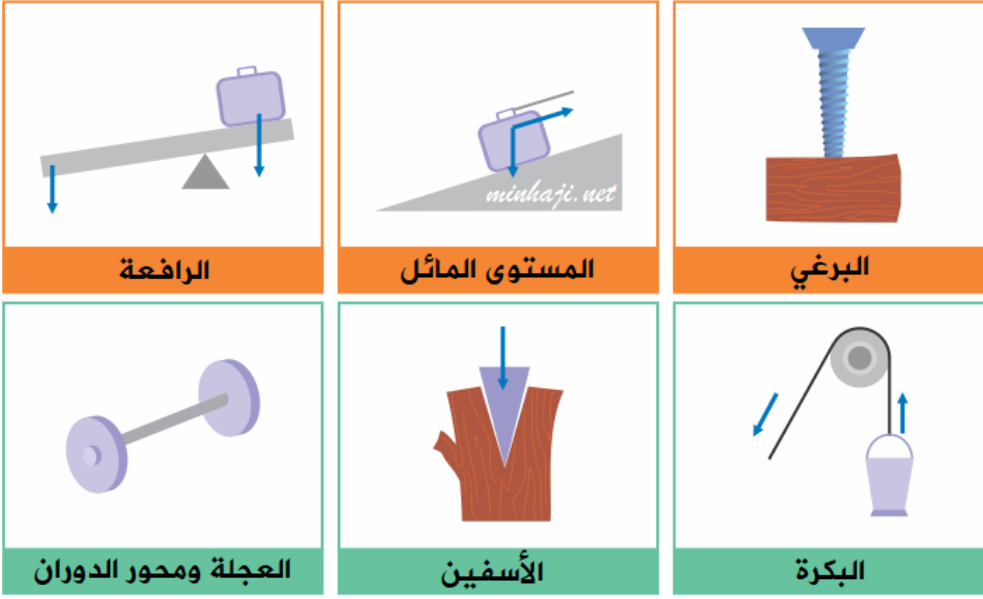 البرغي
المستوى المائل
minhaji.net
الرافعة
البكرة
الأسفين
العجلة ومحور الدوران